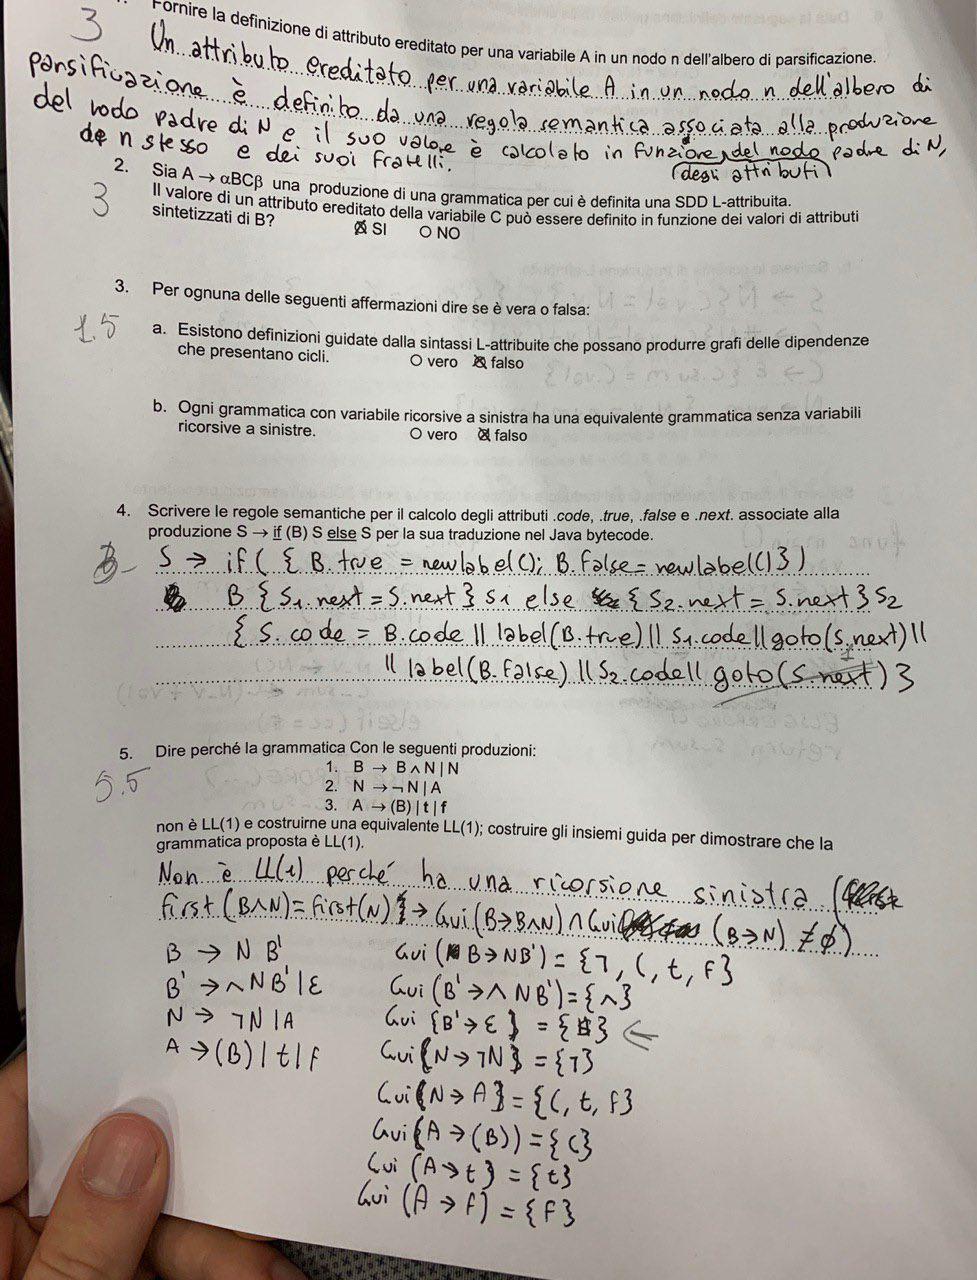 3 Fornire la definizione di attributo ereditato per una variabile A in un nodo n dell'albero di parsificazione.
Un attributo ereditato per una variabile A in un nodo n dell'albero di
parsificazione è definito da una regola semantica associata alla produzione
del nodo padre di N e il suo valore è calcolato in funzione del nodo padre di N,
de n stesso e dei suoi fratelli. (degli attributi)
2. Sia A → αBCβ una produzione di una grammatica per cui è definita una SDD L-attribuita.
3 Il valore di un attributo ereditato della variabile C può essere definito in funzione dei valori di attributi
sintetizzati di B? SI NO
3. Per ognuna delle seguenti affermazioni dire se è vera o falsa:
1.5 a. Esistono definizioni guidate dalla sintassi L-attribuite che possano produrre grafi delle dipendenze
che presentano cicli. vero falso
b. Ogni grammatica con variabile ricorsive a sinistra ha una equivalente grammatica senza variabili
ricorsive a sinistre. vero falso
4. Scrivere le regole semantiche per il calcolo degli attributi .code, .true, .false e .next. associate alla
produzione S → if (B) S else S per la sua traduzione nel Java bytecode.
3- S → if ( { B.true = newlabel(); B.false = newlabel() } )
B { S1.next = S.next } S1 else { S2.next = S.next } S2
{ S.code = B.code || label(B.true) || S1.code || goto(S1.next) ||
|| label(B.false) || S2.code || goto(S.next) }
5. Dire perché la grammatica Con le seguenti produzioni:
5.5 1. B → B ∧ N | N
2. N → ¬ N | A
3. A → (B) | t | f
non è LL(1) e costruirne una equivalente LL(1); costruire gli insiemi guida per dimostrare che la
grammatica proposta è LL(1).
Non è LL(1) perché ha una ricorsione sinistra (
first (B∧N) = first(N) } → Gui (B→B∧N) ∩ Gui (B→N) ≠ ∅)
B → N B' Gui (B→NB') = {¬, (, t, f}
B' → ∧ N B' | ε Gui (B'→∧ NB') = {∧}
N → ¬N | A Gui {B'→ε } = {$} ←
A → (B) | t | f Gui {N→¬N} = {¬}
Gui {N→A} = {(, t, f}
Gui {A→(B)) = {(}
Gui (A→t} = {t}
Gui (A→f) = {f}